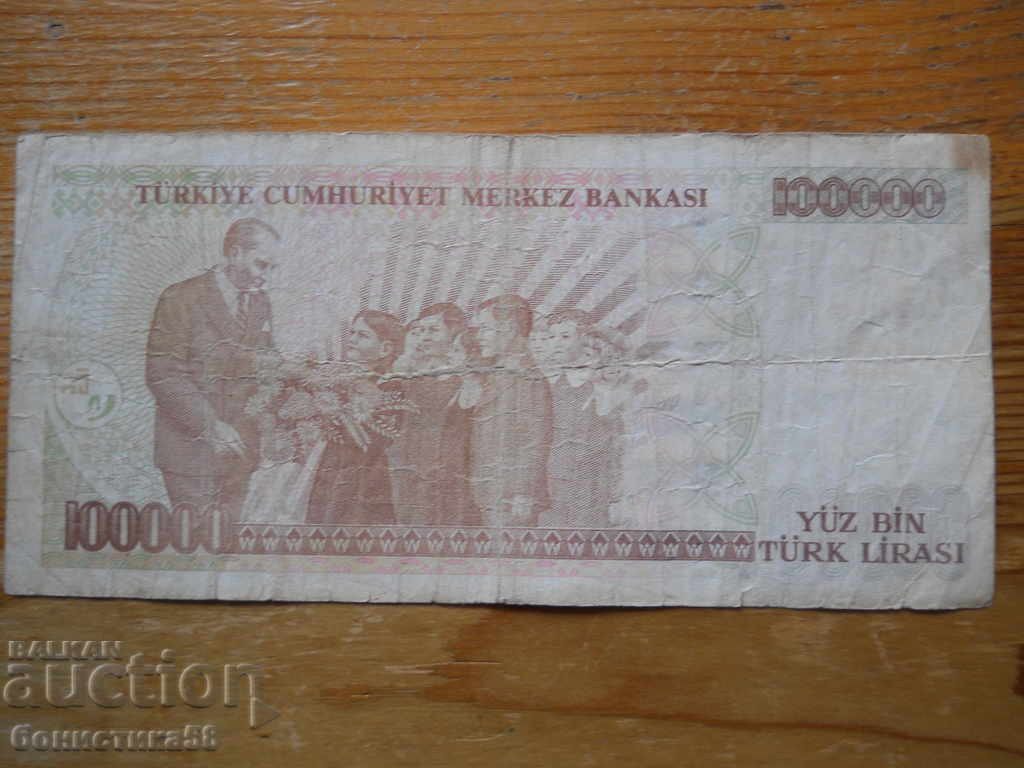 TÜRKİYE CUMHURİYET MERKEZ BANKASI
100000
100000
YÜZ BİN
TÜRK LİRASI
BALKAN
auction
бонистика58